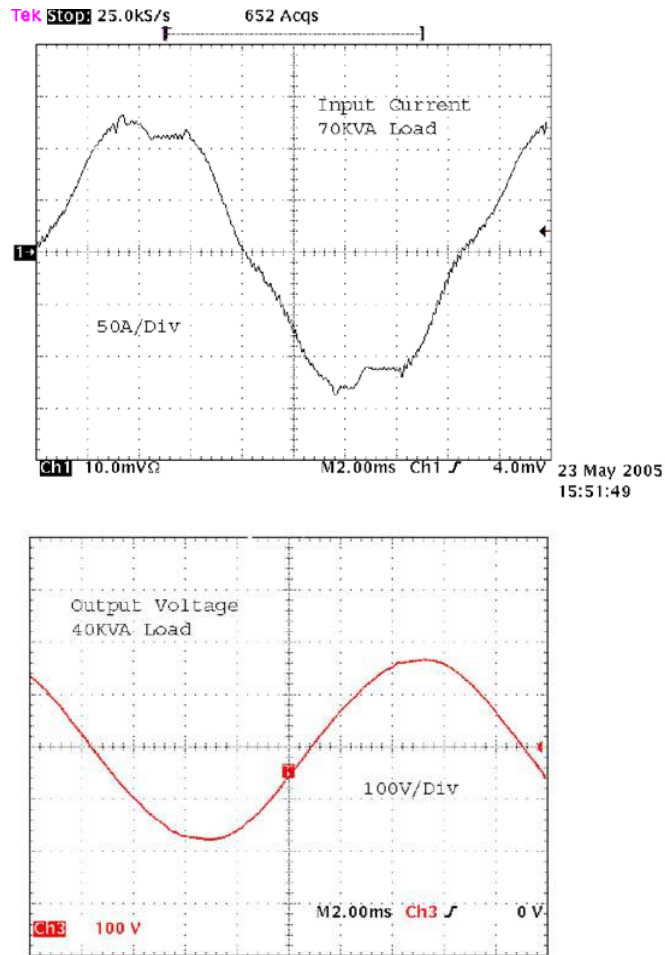 Tek Stop: 25.0kS/s 652 Acqs
Input Current
70KVA Load
1
50A/Div
Ch1 10.0mVΩ M2.00ms Ch1 4.0mV
23 May 2005
15:51:49
Output Voltage
40KVA Load
T
100V/Div
M2.00ms Ch3 0 V
Ch3 100 V